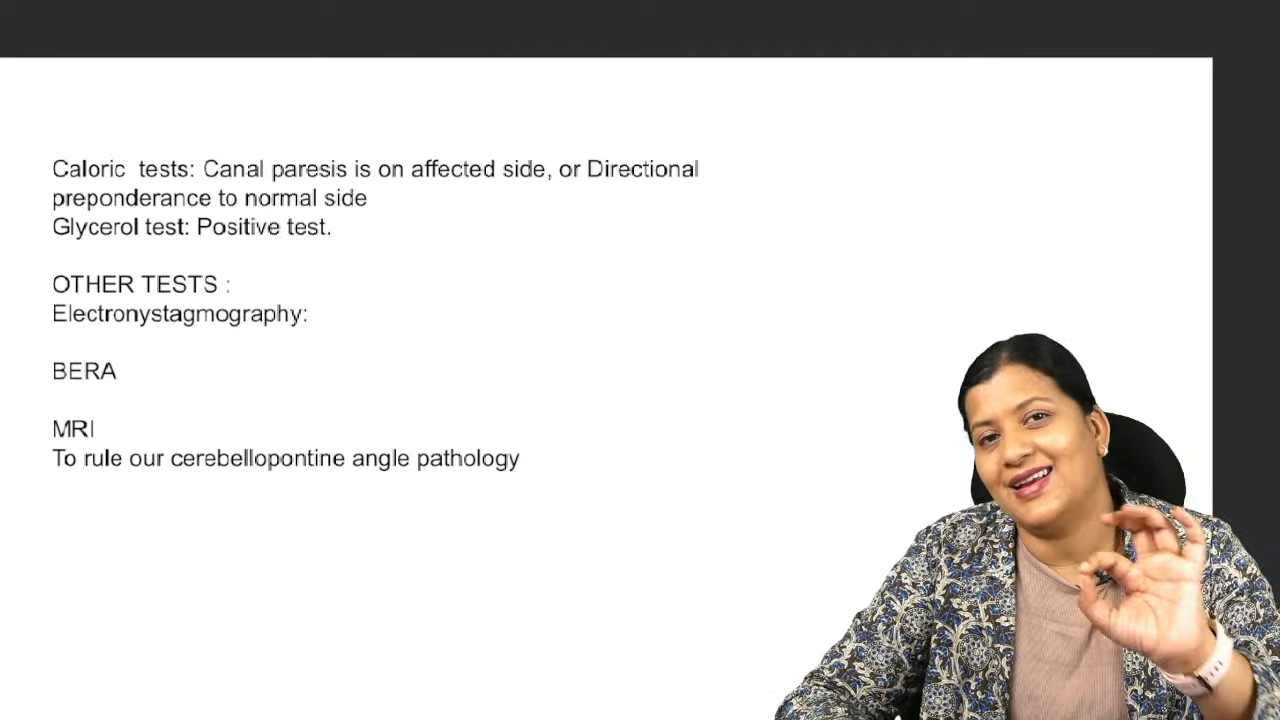 Caloric  tests: Canal paresis is on affected side, or Directional
preponderance to normal side
Glycerol test: Positive test.
OTHER TESTS :
Electronystagmography:
BERA
MRI
To rule our cerebellopontine angle pathology